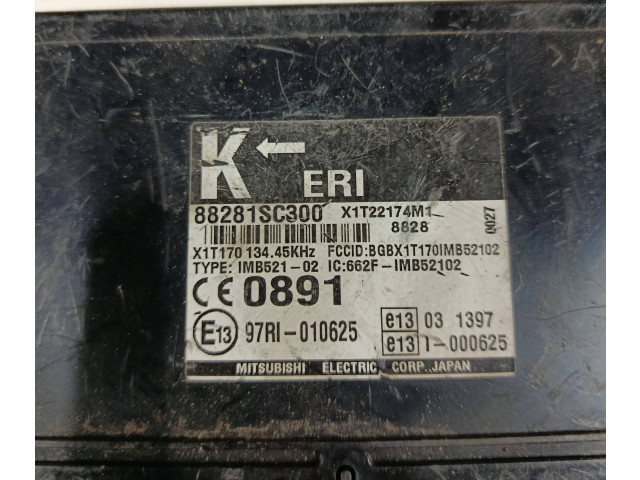 >A
K ←
ERI
88281SC300 X1T22174M1
8828
0027
X1T170 134.45KHz FCCID:BGBX1T170IMB52102
TYPE: IMB521-02 IC:662F-IMB52102
CE 0891
E13 97RI-010625
e13 03 1397
e13 I-000625
MITSUBISHI ELECTRIC CORP. JAPAN